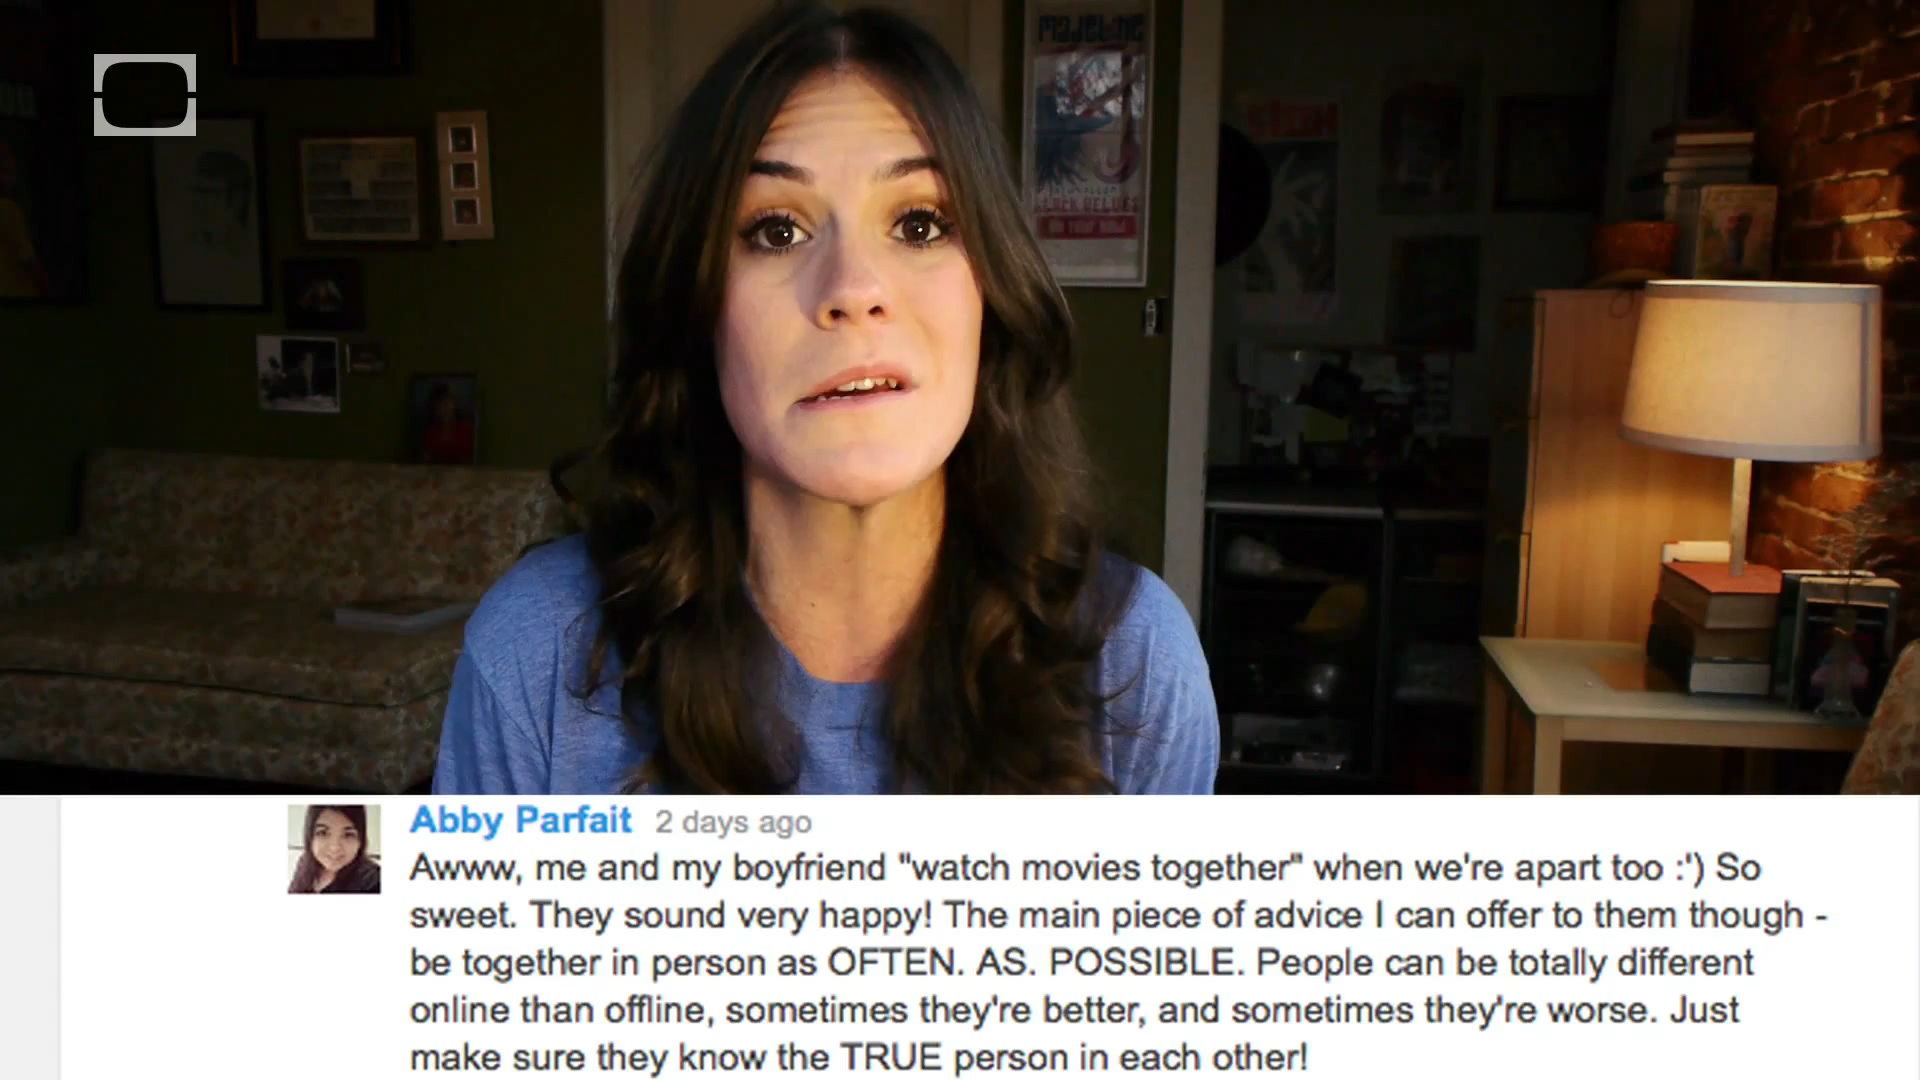 MAJELINE
Abby Parfait 2 days ago
Awww, me and my boyfriend "watch movies together" when we're apart too :') So
sweet. They sound very happy! The main piece of advice I can offer to them though -
be together in person as OFTEN. AS. POSSIBLE. People can be totally different
online than offline, sometimes they're better, and sometimes they're worse. Just
make sure they know the TRUE person in each other!